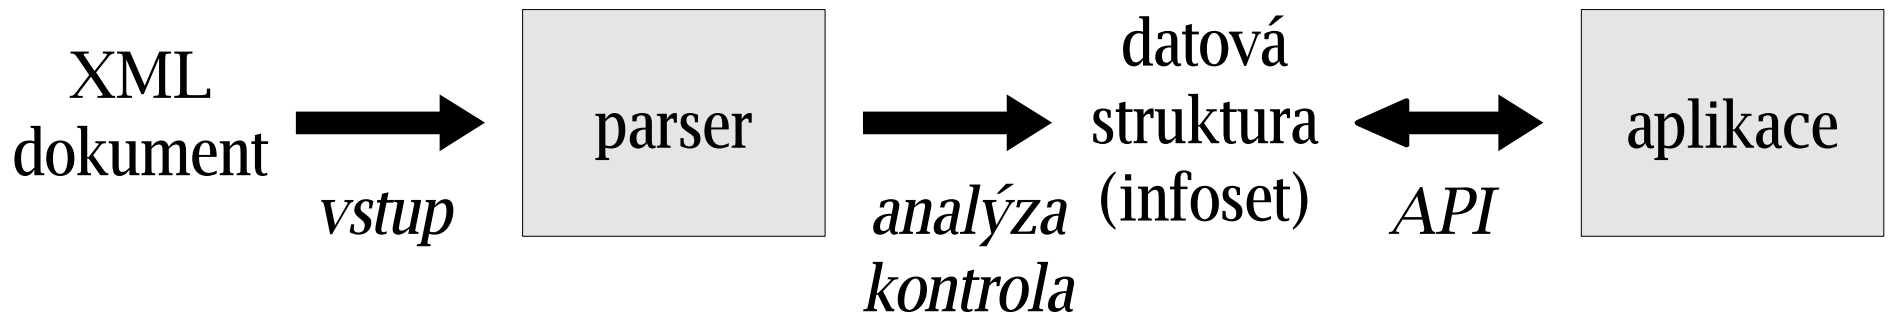 XML
dokument
vstup
parser
analýza
kontrola
datová
struktura
(infoset)
API
aplikace